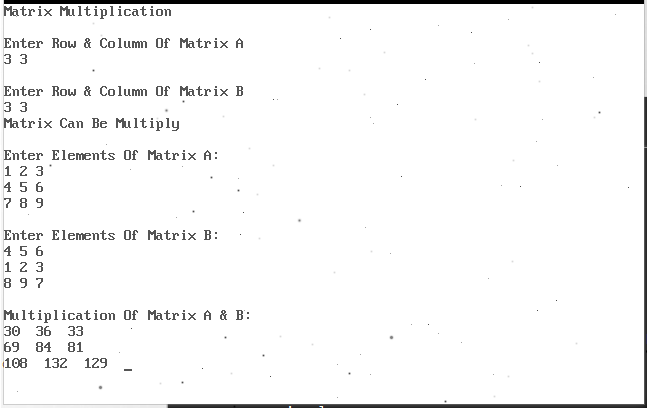 Matrix Multiplication
Enter Row & Column Of Matrix A
3 3
Enter Row & Column Of Matrix B
3 3
Matrix Can Be Multiply
Enter Elements Of Matrix A:
1 2 3
4 5 6
7 8 9
Enter Elements Of Matrix B:
4 5 6
1 2 3
8 9 7
Multiplication Of Matrix A & B:
30  36  33
69  84  81
108  132  129  _